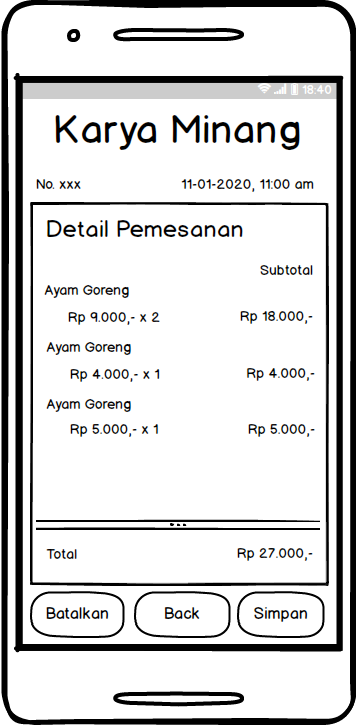 18:40
Karya Minang
No. xxx 11-01-2020, 11:00 am
Detail Pemesanan
Subtotal
Ayam Goreng
Rp 9.000,- x 2 Rp 18.000,-
Ayam Goreng
Rp 4.000,- x 1 Rp 4.000,-
Ayam Goreng
Rp 5.000,- x 1 Rp 5.000,-
Total Rp 27.000,-
Batalkan Back Simpan